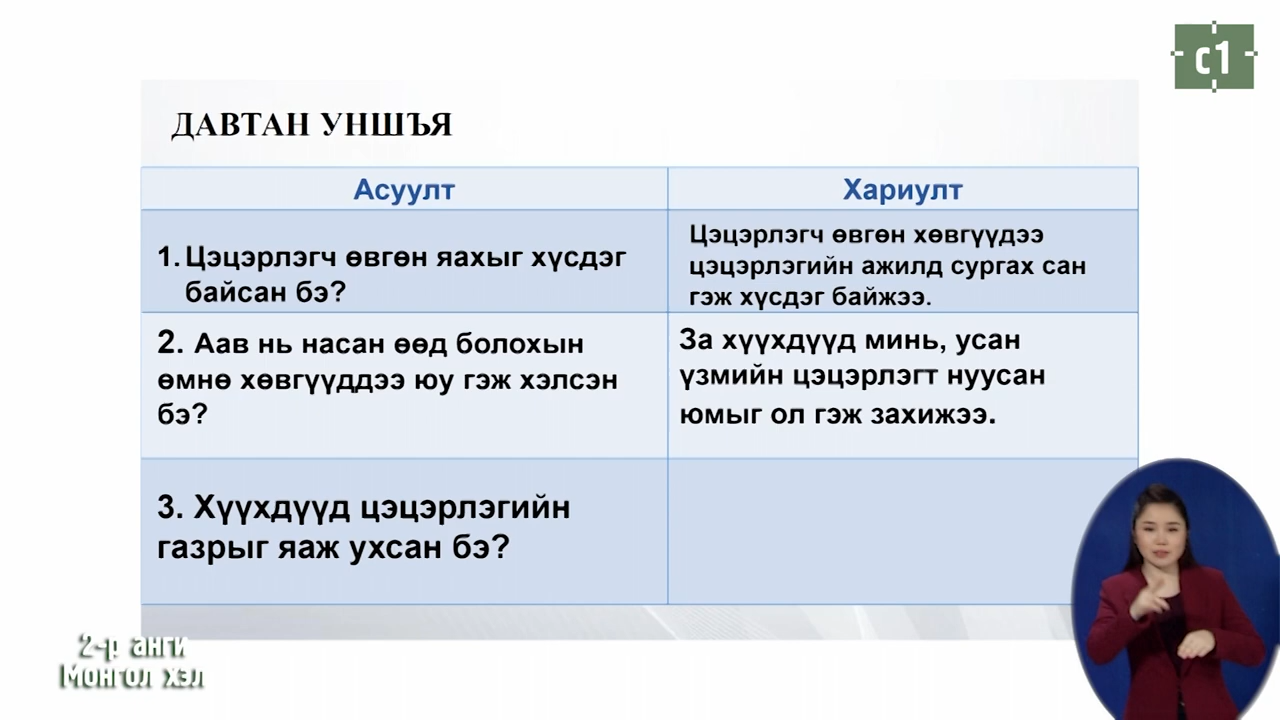 c1
ДАВТАН УНШЪЯ
Асуулт
Хариулт
1. Цэцэрлэгч өвгөн яахыг хүсдэг
байсан бэ?
Цэцэрлэгч өвгөн хөвгүүдээ
цэцэрлэгийн ажилд сургах сан
гэж хүсдэг байжээ.
2. Аав нь насан өөд болохын
өмнө хөвгүүддээ юу гэж хэлсэн
бэ?
За хүүхдүүд минь, усан
үзмийн цэцэрлэгт нуусан
юмыг ол гэж захижээ.
3. Хүүхдүүд цэцэрлэгийн
газрыг яаж ухсан бэ?
2-р анги
Монгол хэл